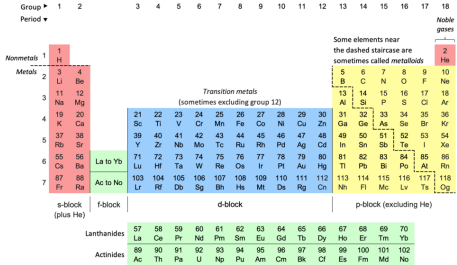 Group ► 1 2 3 4 5 6 7 8 9 10 11 12 13 14 15 16 17 18
Period ▼
Noble gases
Nonmetals
Metals
Some elements near
the dashed staircase are
sometimes called metalloids
Transition metals
(sometimes excluding group 12)
1 1 2
H He
2 3 4 5 6 7 8 9 10
Li Be B C N O F Ne
3 11 12 13 14 15 16 17 18
Na Mg Al Si P S Cl Ar
4 19 20 21 22 23 24 25 26 27 28 29 30 31 32 33 34 35 36
K Ca Sc Ti V Cr Mn Fe Co Ni Cu Zn Ga Ge As Se Br Kr
5 37 38 39 40 41 42 43 44 45 46 47 48 49 50 51 52 53 54
Rb Sr Y Zr Nb Mo Tc Ru Rh Pd Ag Cd In Sn Sb Te I Xe
6 55 56 La to Yb 71 72 73 74 75 76 77 78 79 80 81 82 83 84 85 86
Cs Ba Lu Hf Ta W Re Os Ir Pt Au Hg Tl Pb Bi Po At Rn
7 87 88 Ac to No 103 104 105 106 107 108 109 110 111 112 113 114 115 116 117 118
Fr Ra Lr Rf Db Sg Bh Hs Mt Ds Rg Cn Nh Fl Mc Lv Ts Og
s-block f-block d-block p-block (excluding He)
(plus He)
Lanthanides 57 58 59 60 61 62 63 64 65 66 67 68 69 70
La Ce Pr Nd Pm Sm Eu Gd Tb Dy Ho Er Tm Yb
Actinides 89 90 91 92 93 94 95 96 97 98 99 100 101 102
Ac Th Pa U Np Pu Am Cm Bk Cf Es Fm Md No